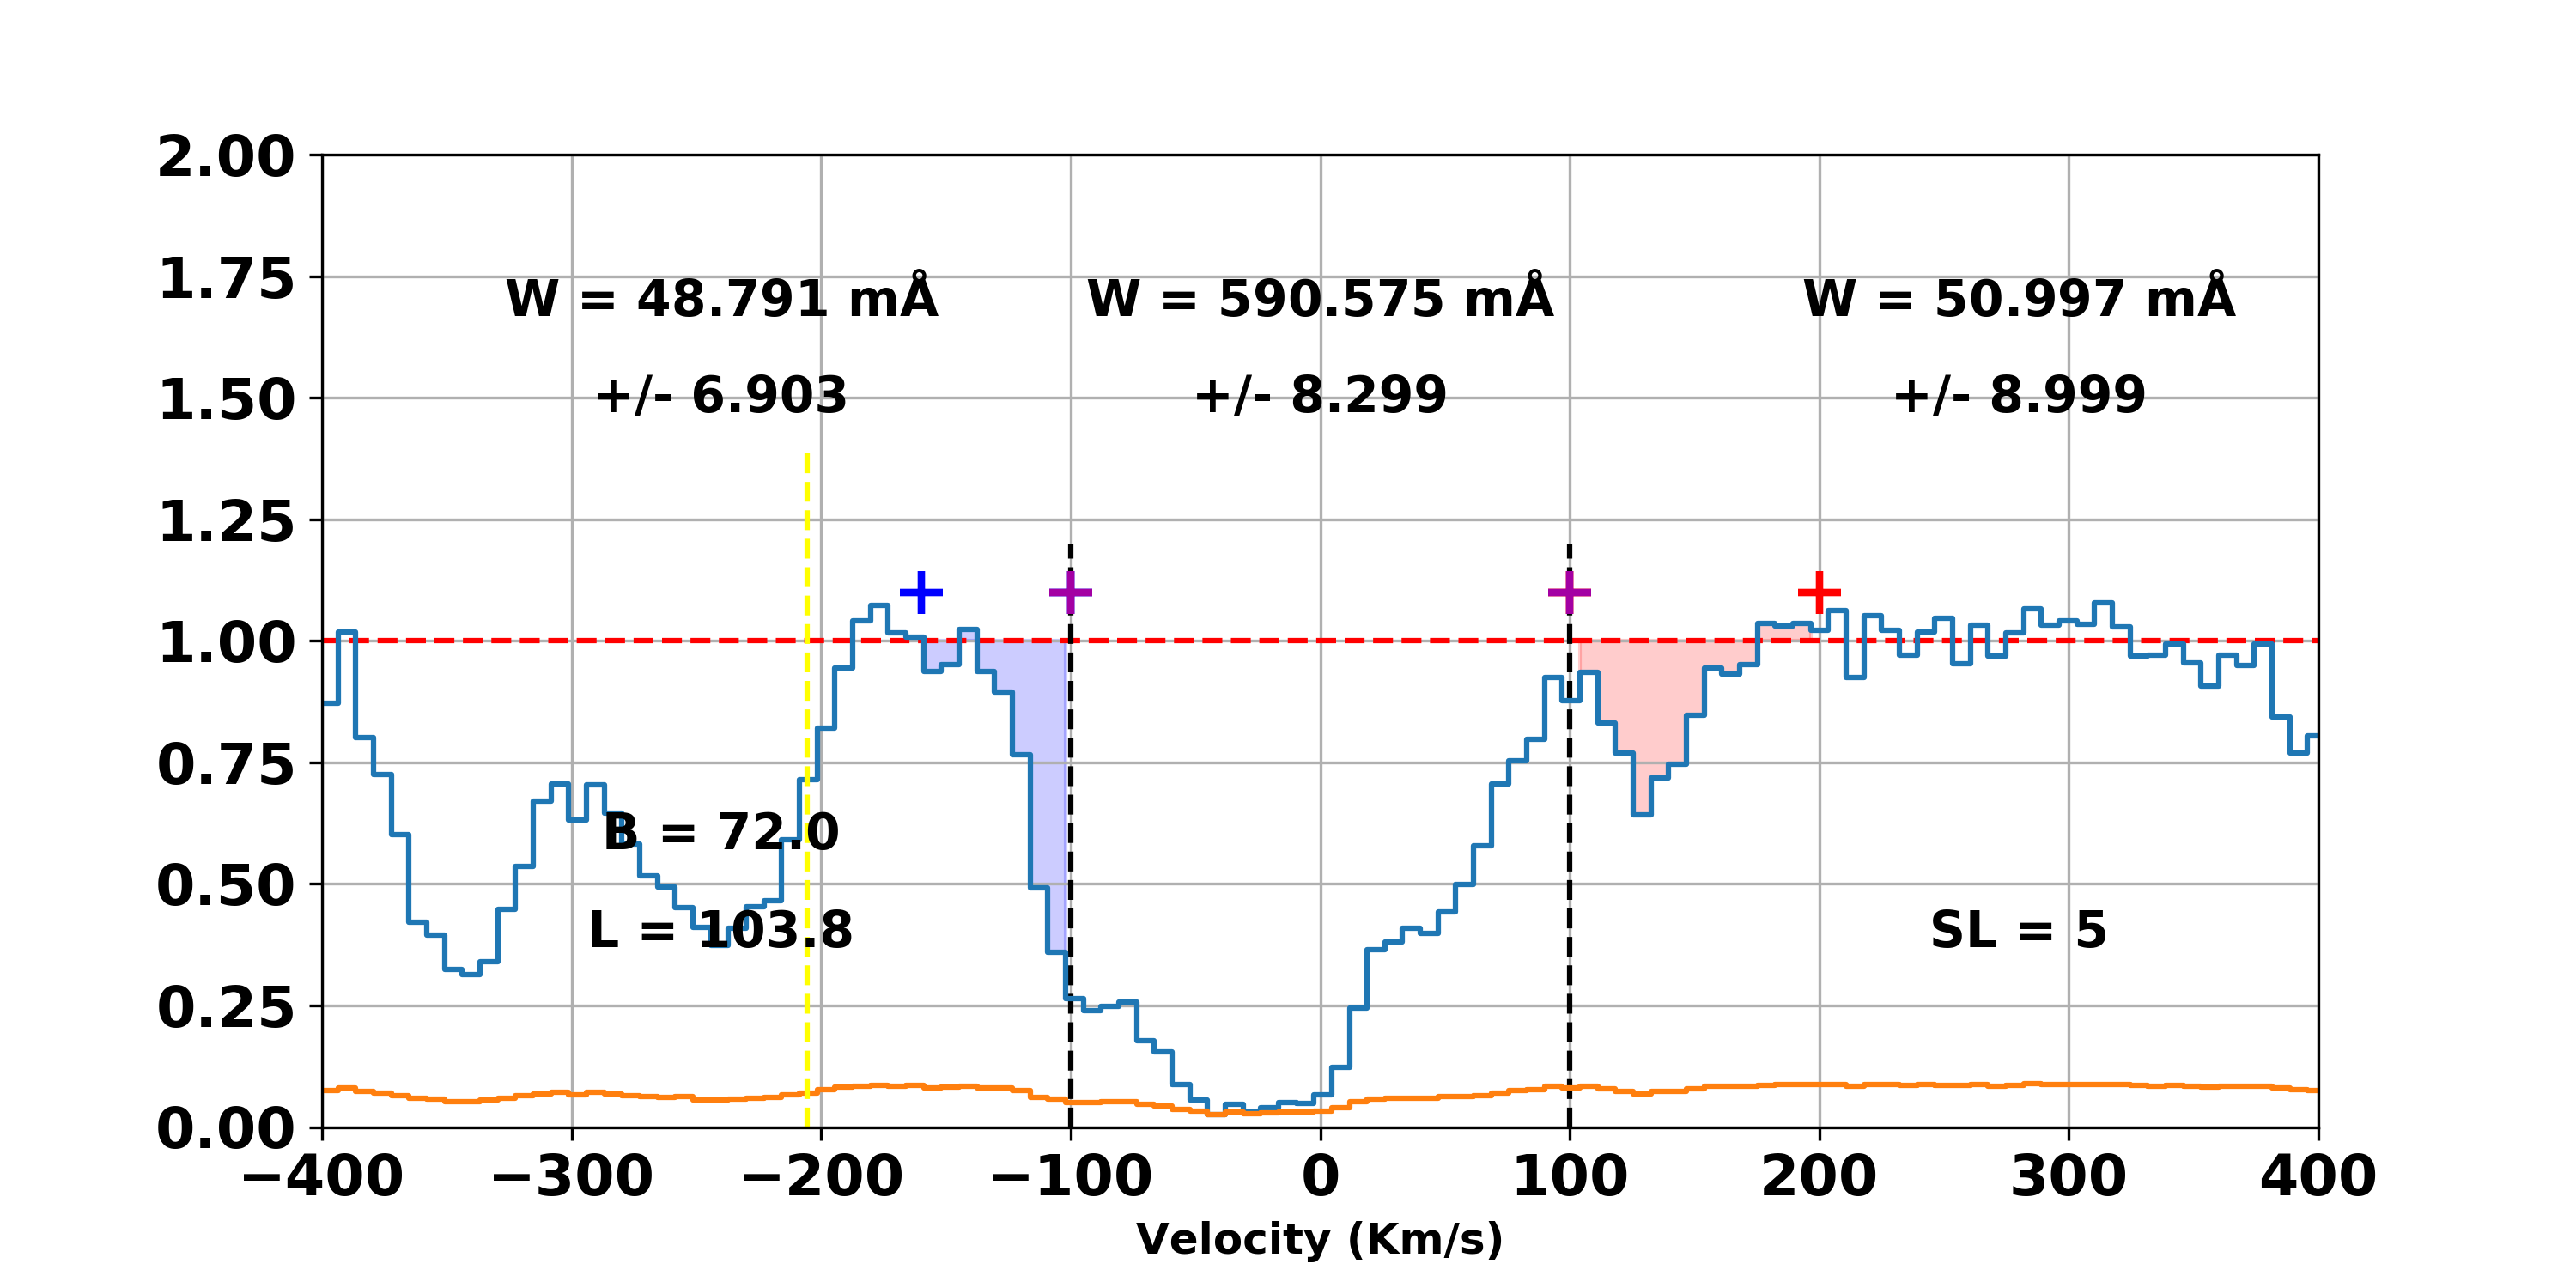 2.00
1.75
W = 48.791 mÅ W = 590.575 mÅ W = 50.997 mÅ
1.50
+/- 6.903 +/- 8.299 +/- 8.999
1.25
1.00
0.75
B = 72.0
0.50
L = 103.8 SL = 5
0.25
0.00
−400 −300 −200 −100 0 100 200 300 400
Velocity (Km/s)